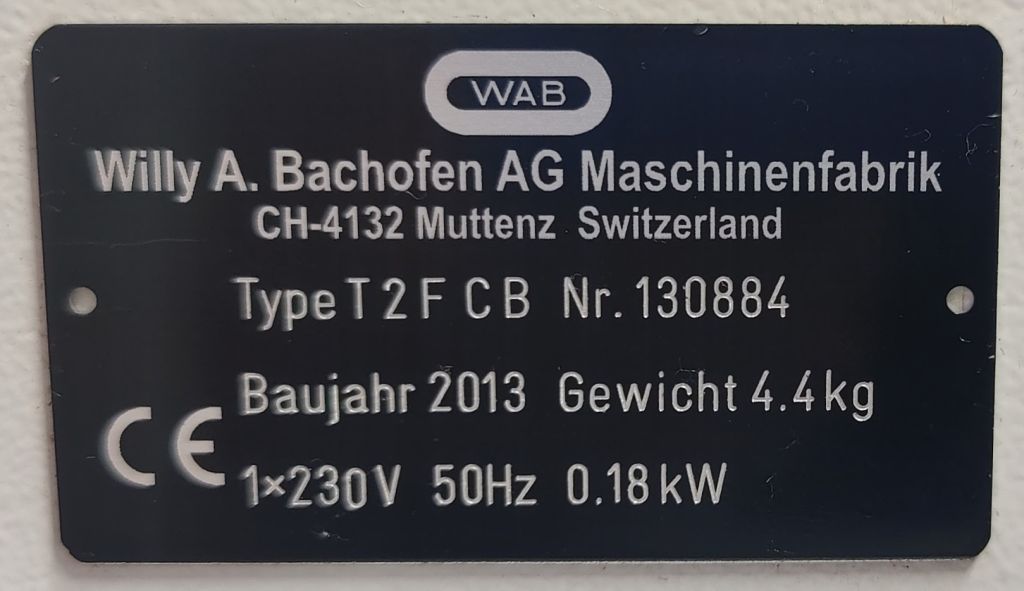 WAB
Willy A. Bachofen AG Maschinenfabrik
CH-4132 Muttenz Switzerland
Type T 2 F C B Nr. 130884
Baujahr 2013 Gewicht 4.4 kg
CE
1×230V 50Hz 0.18 kW